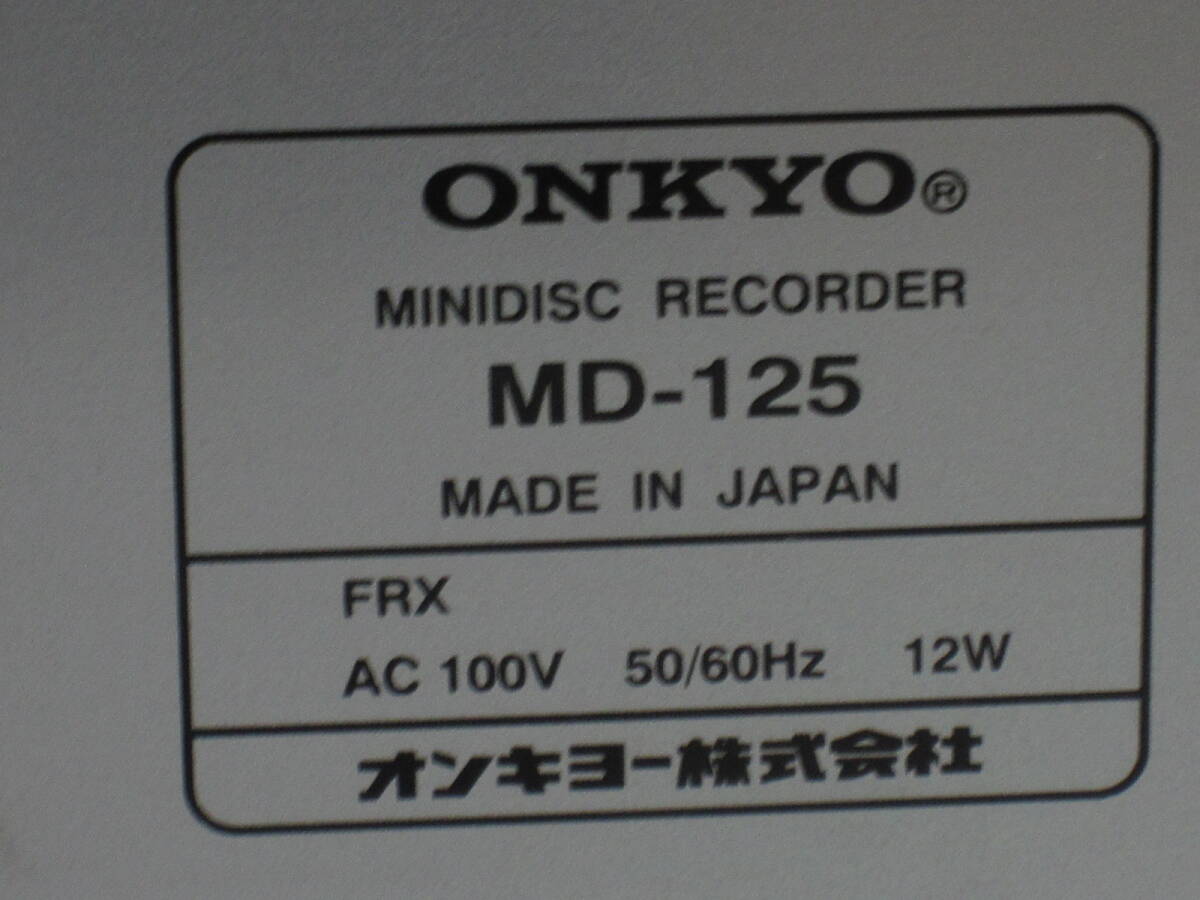 ONKYO®
MINIDISC RECORDER
MD-125
MADE IN JAPAN
FRX
AC 100V 50/60Hz 12W
オンキヨー株式会社